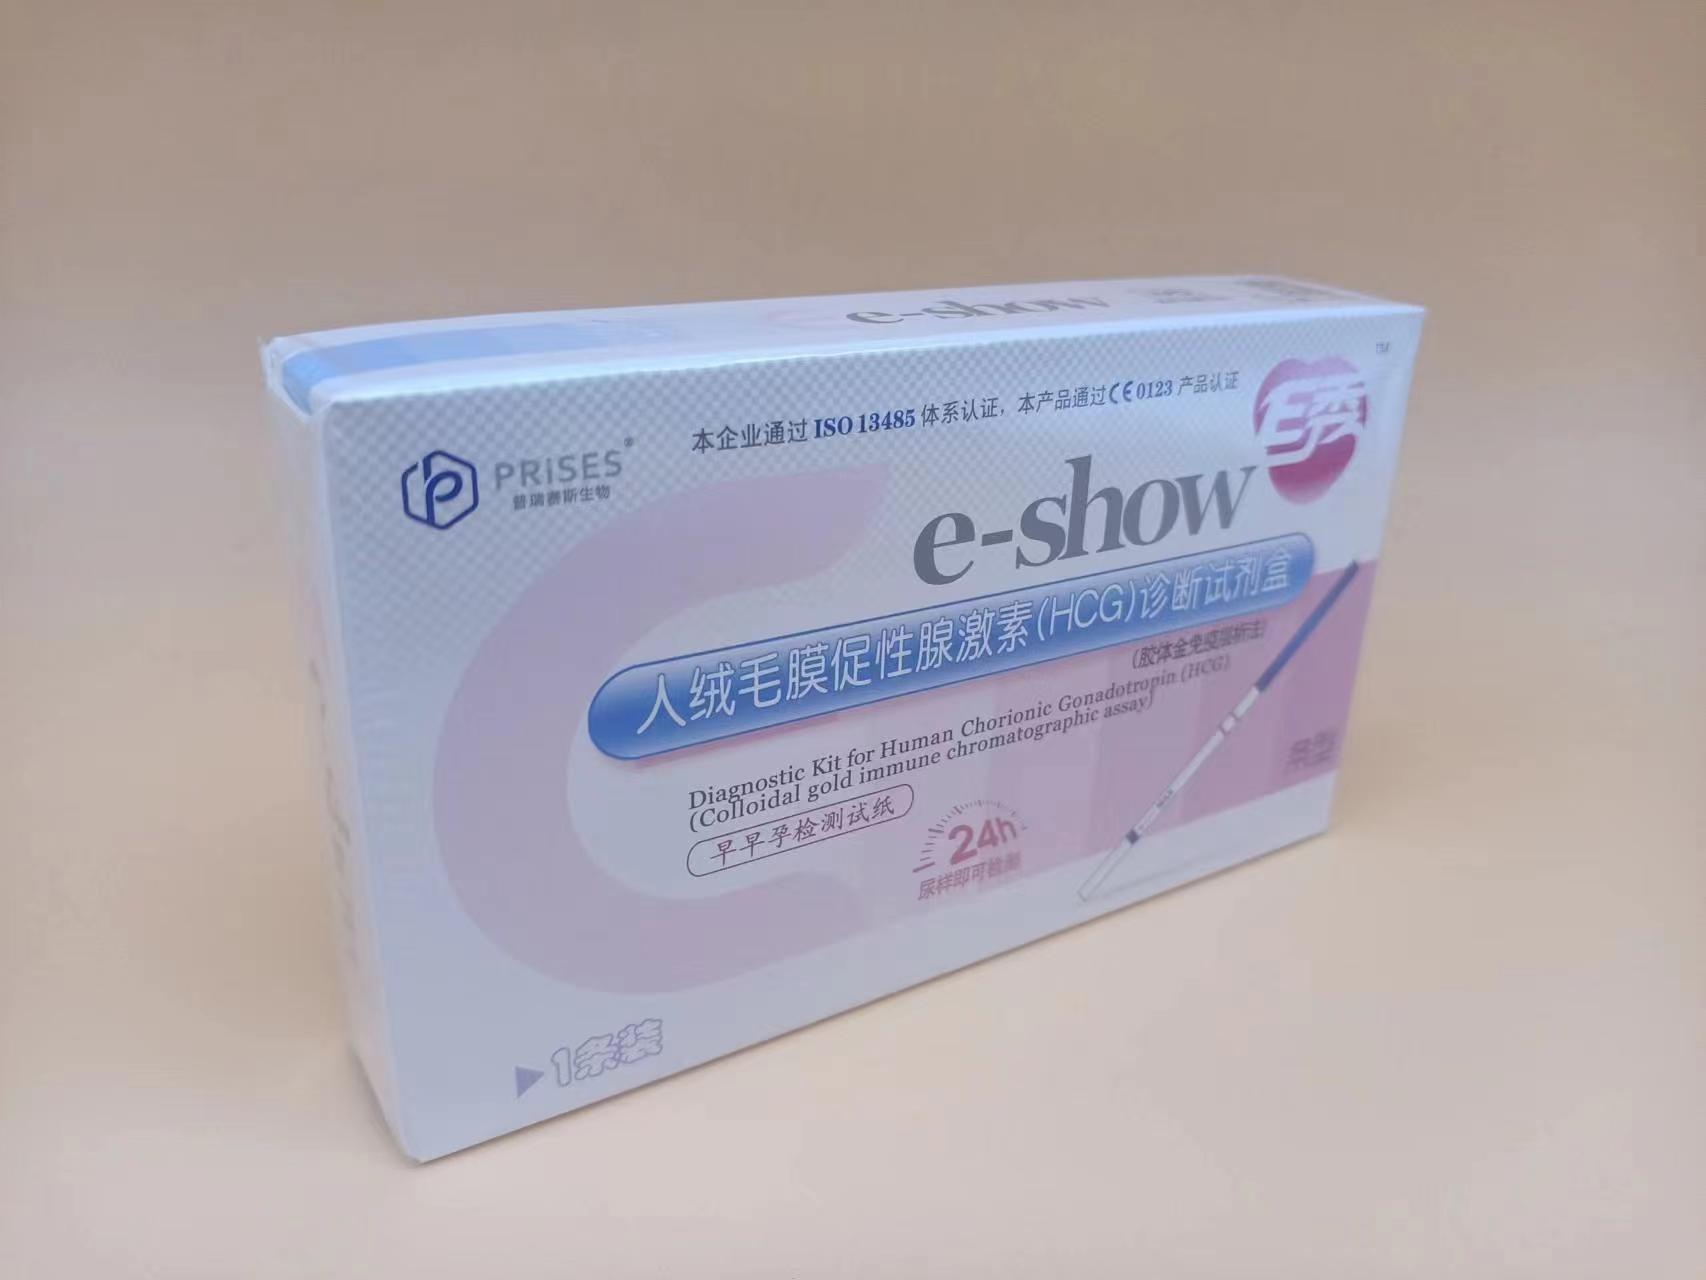 e-show
PRiSES®
普瑞赛斯生物
本企业通过ISO 13485体系认证，本产品通过CE0123产品认证
E秀
TM
e-show
人绒毛膜促性腺激素(HCG)诊断试剂盒
(胶体金免疫层析法)
Diagnostic Kit for Human Chorionic Gonadotropin (HCG)
(Colloidal gold immune chromatographic assay)
早早孕检测试纸
24h
尿样即可检测
条型
1条装